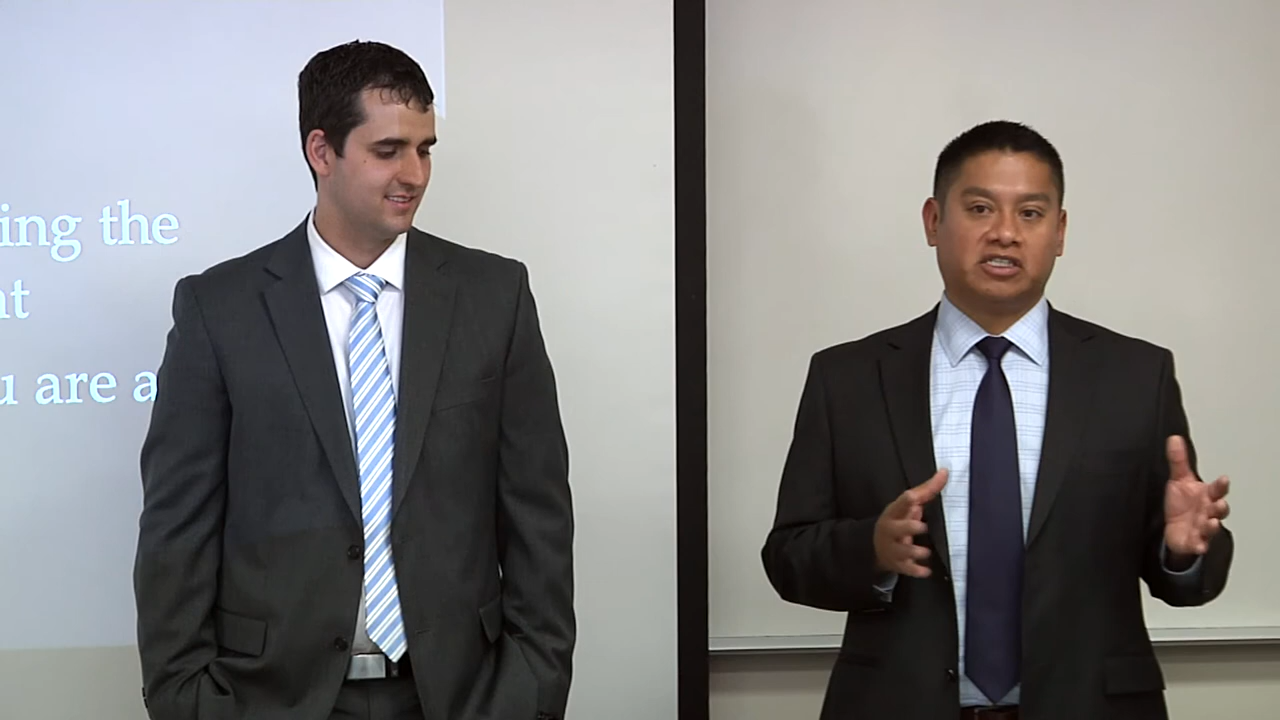 ing the
nt
u are a